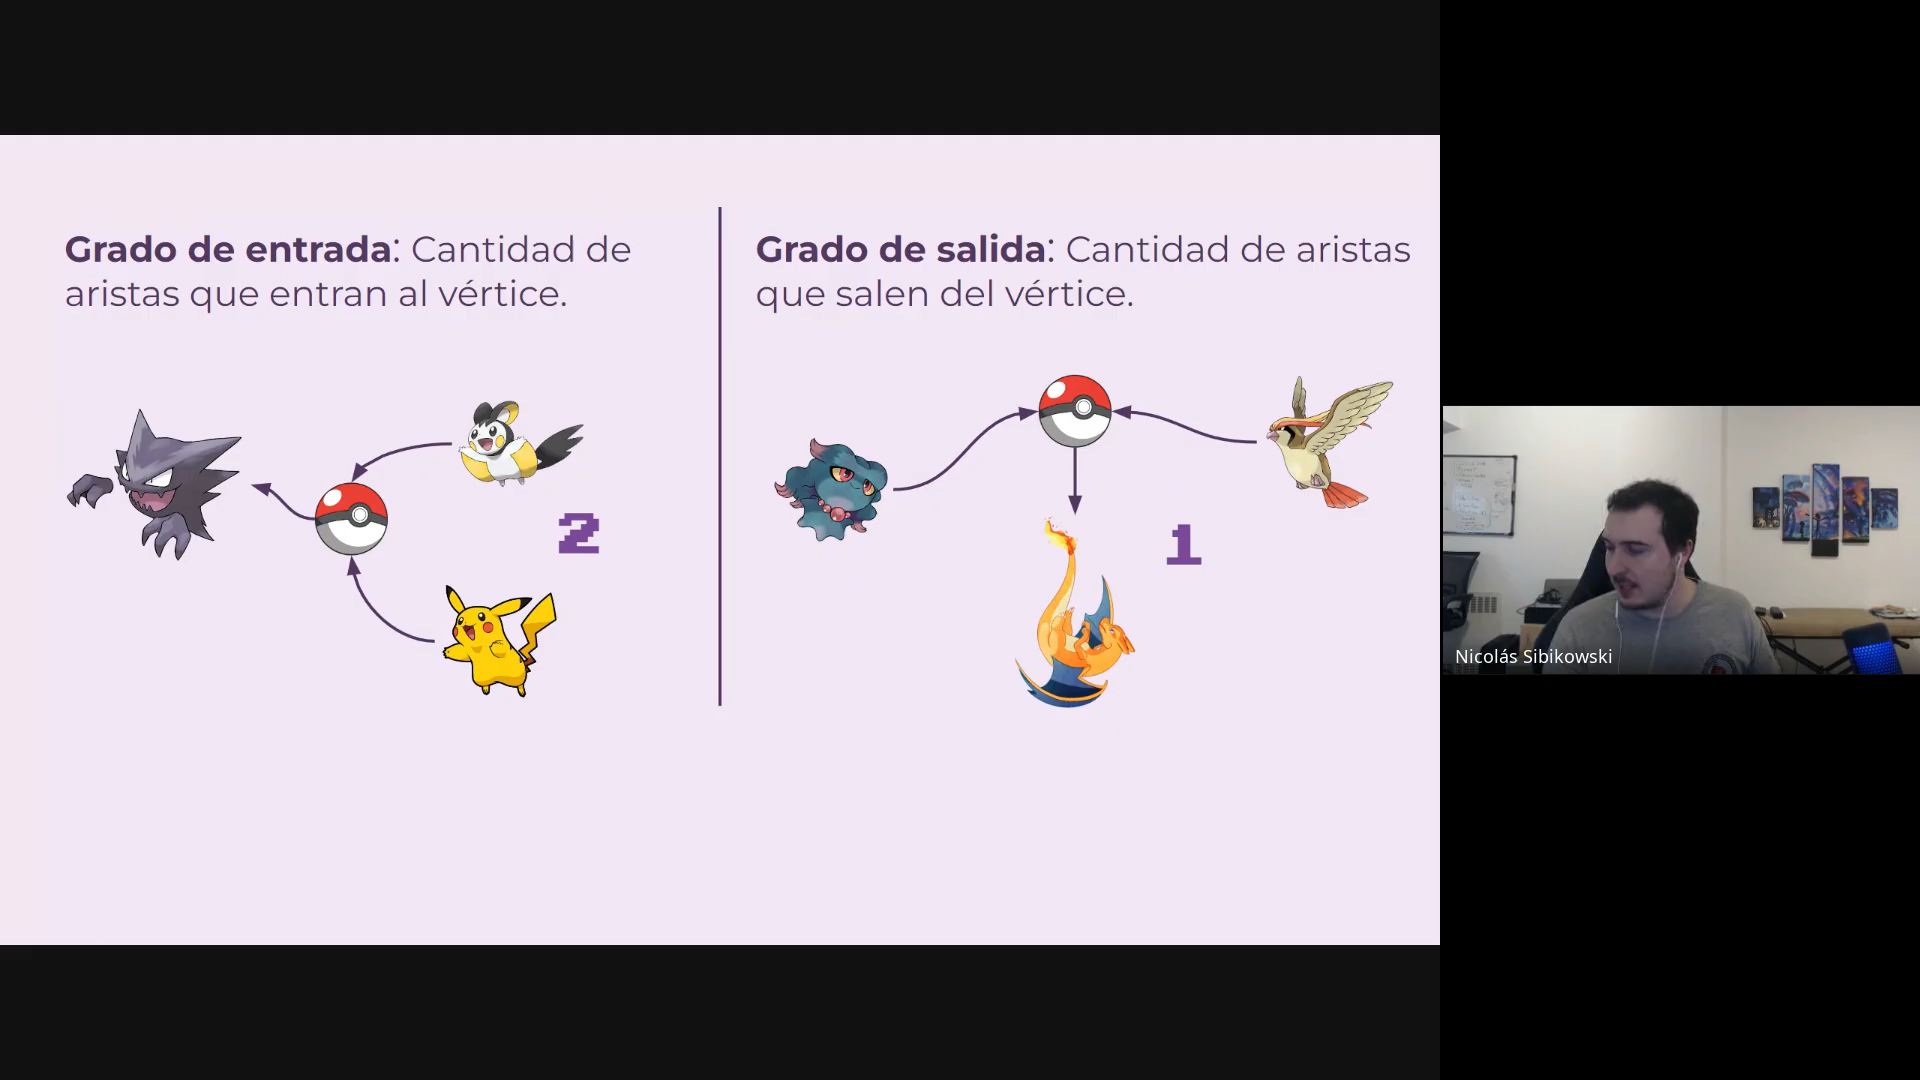 Grado de entrada: Cantidad de
aristas que entran al vértice.
2
Grado de salida: Cantidad de aristas
que salen del vértice.
1
Nicolás Sibikowski